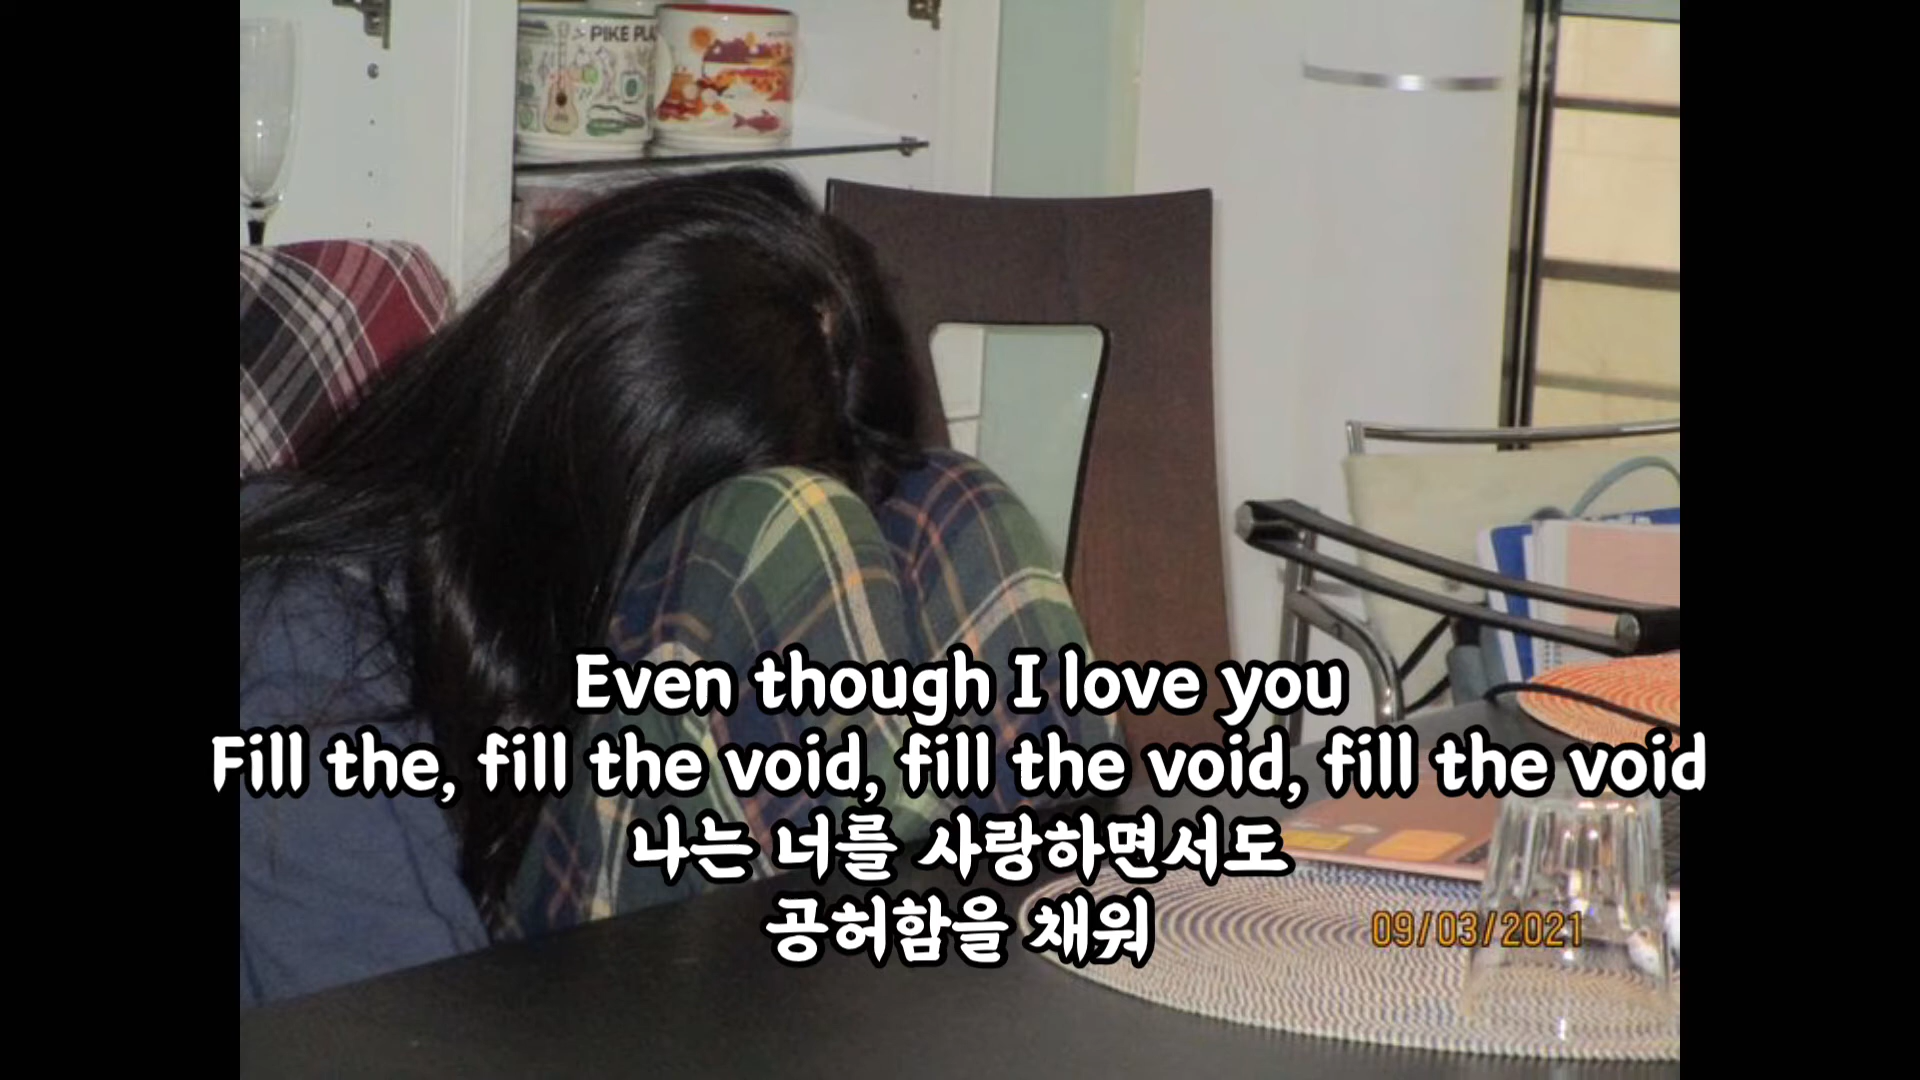 PIKE PLA
Even though I love you
Fill the, fill the void, fill the void, fill the void
나는 너를 사랑하면서도
공허함을 채워
09/03/2021